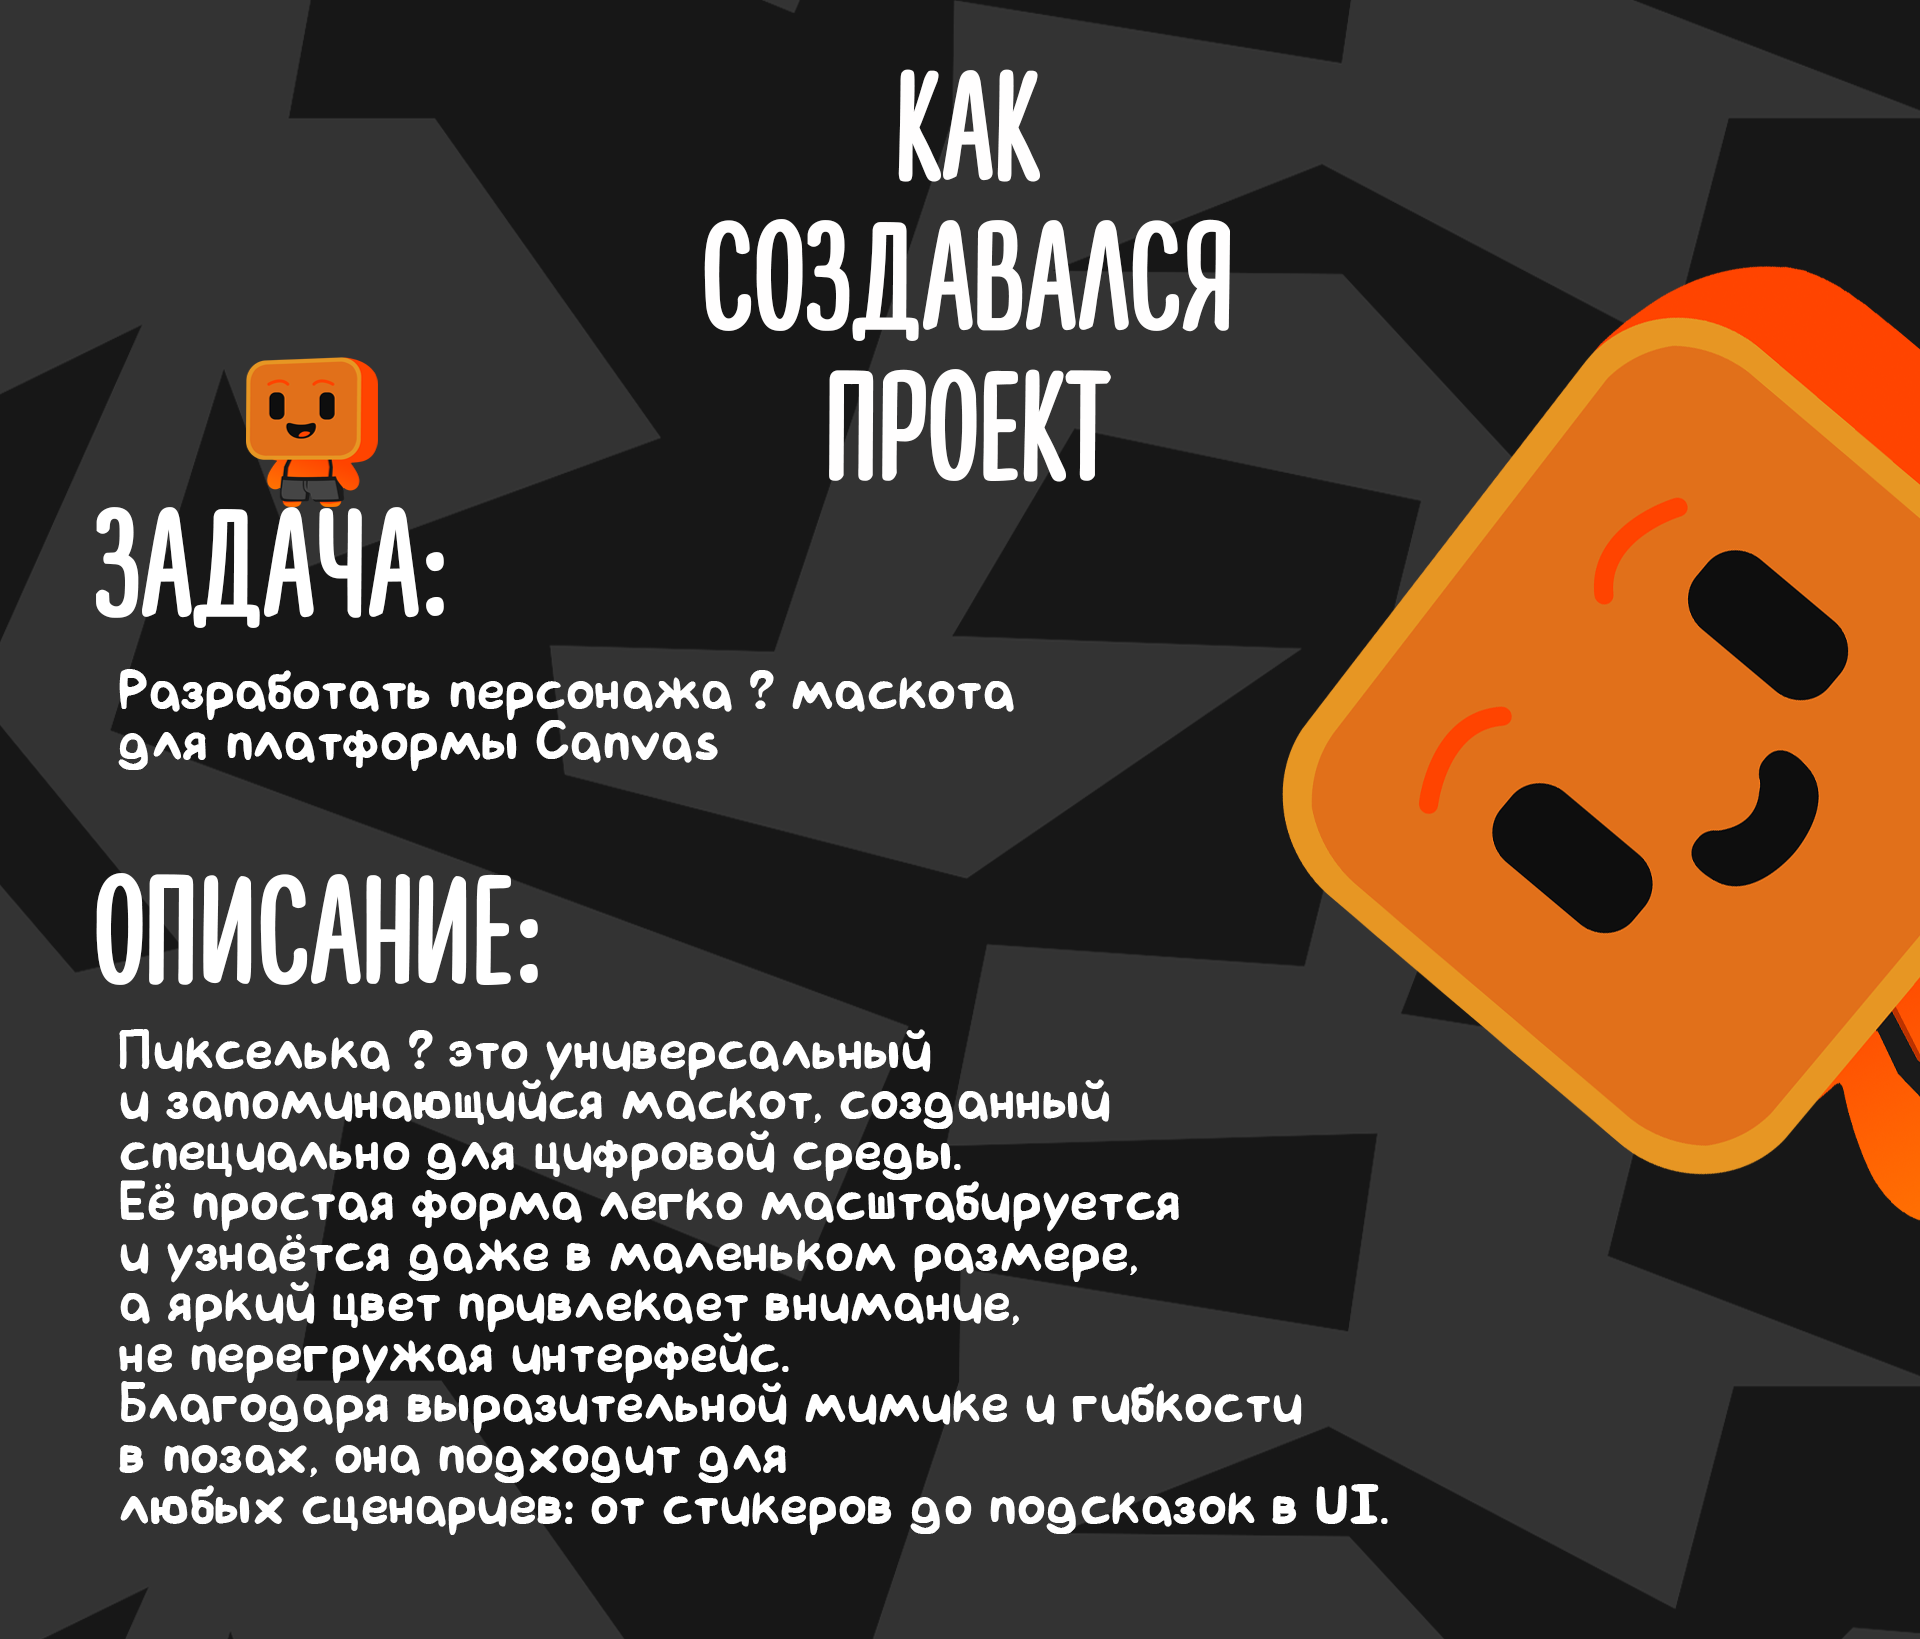 КАК
СОЗДАВАЛСЯ
ПРОЕКТ
ЗАДАЧА:
Разработать персонажа ? маскота
для платформы Canvas
ОПИСАНИЕ:
Пикселька ? это универсальный
и запоминающийся маскот, созданный
специально для цифровой среды.
Её простая форма легко масштабируется
и узнаётся даже в маленьком размере,
а яркий цвет привлекает внимание,
не перегружая интерфейс.
Благодаря выразительной мимике и гибкости
в позах, она подходит для
любых сценариев: от стикеров до подсказок в UI.